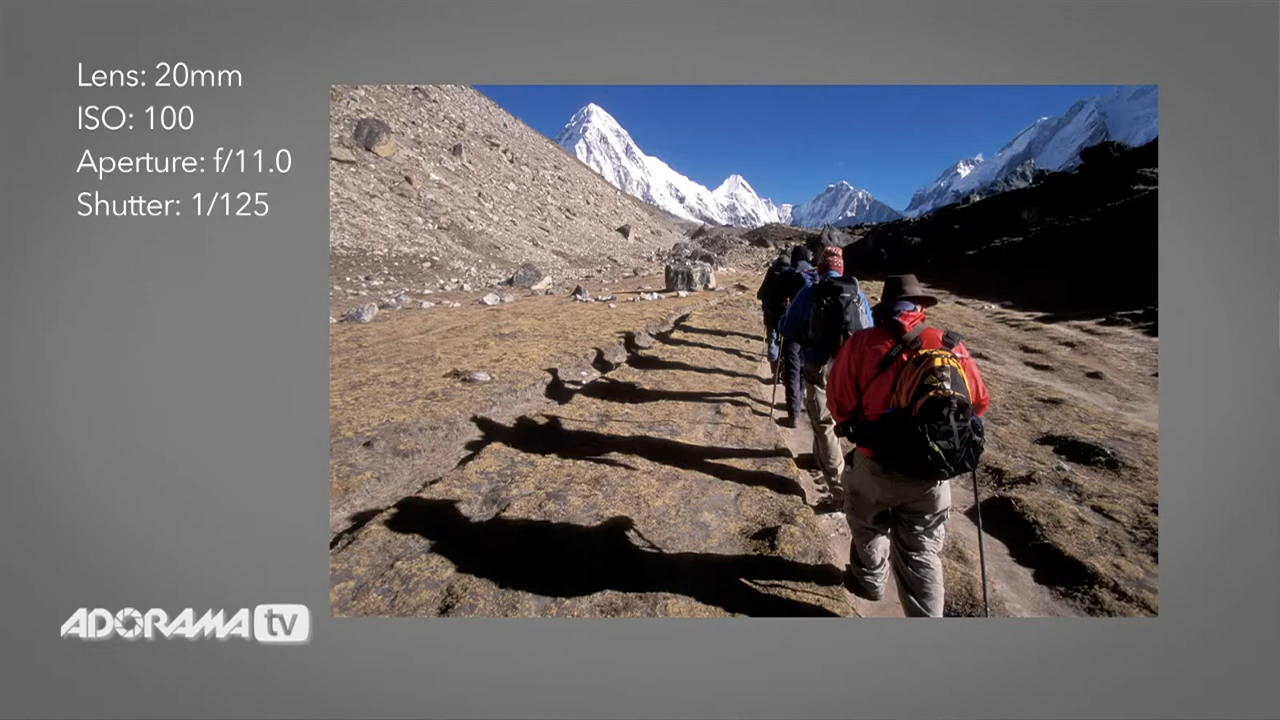 Lens: 20mm
ISO: 100
Aperture: f/11.0
Shutter: 1/125
ADORAMA tv